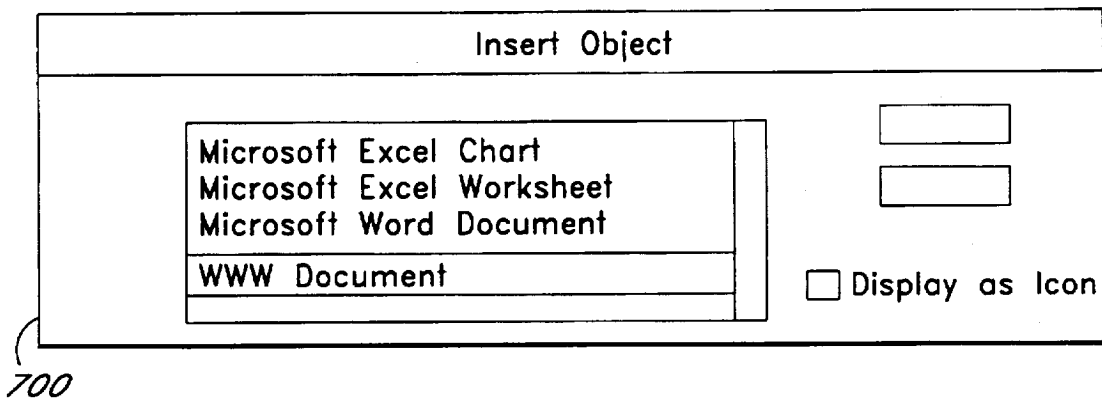 Insert Object
Microsoft Excel Chart
Microsoft Excel Worksheet
Microsoft Word Document
WWW Document
Display as Icon
700